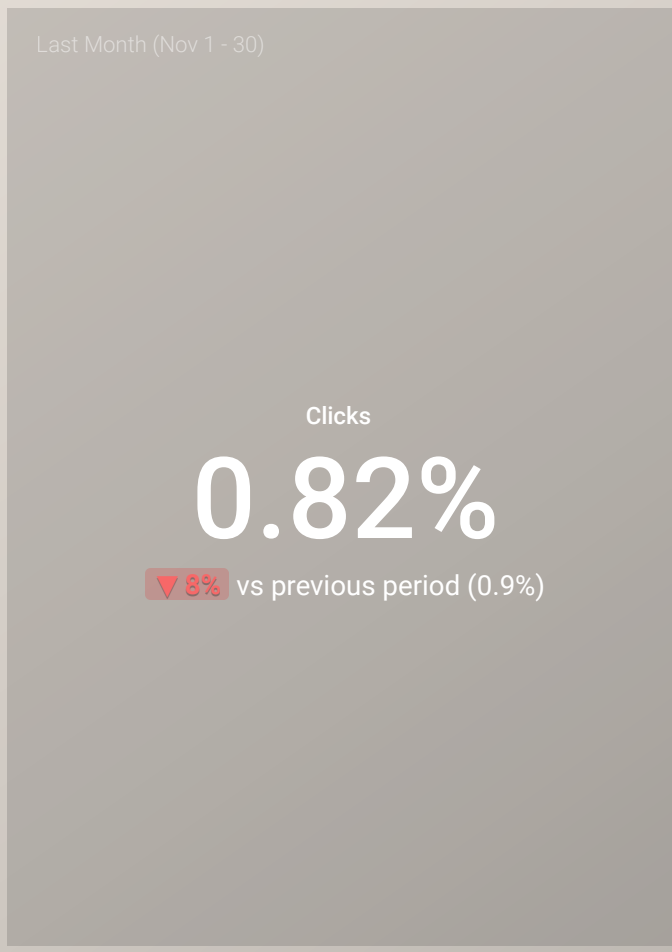 Last Month (Nov 1 - 30)
Clicks
0.82%
▼ 8% vs previous period (0.9%)